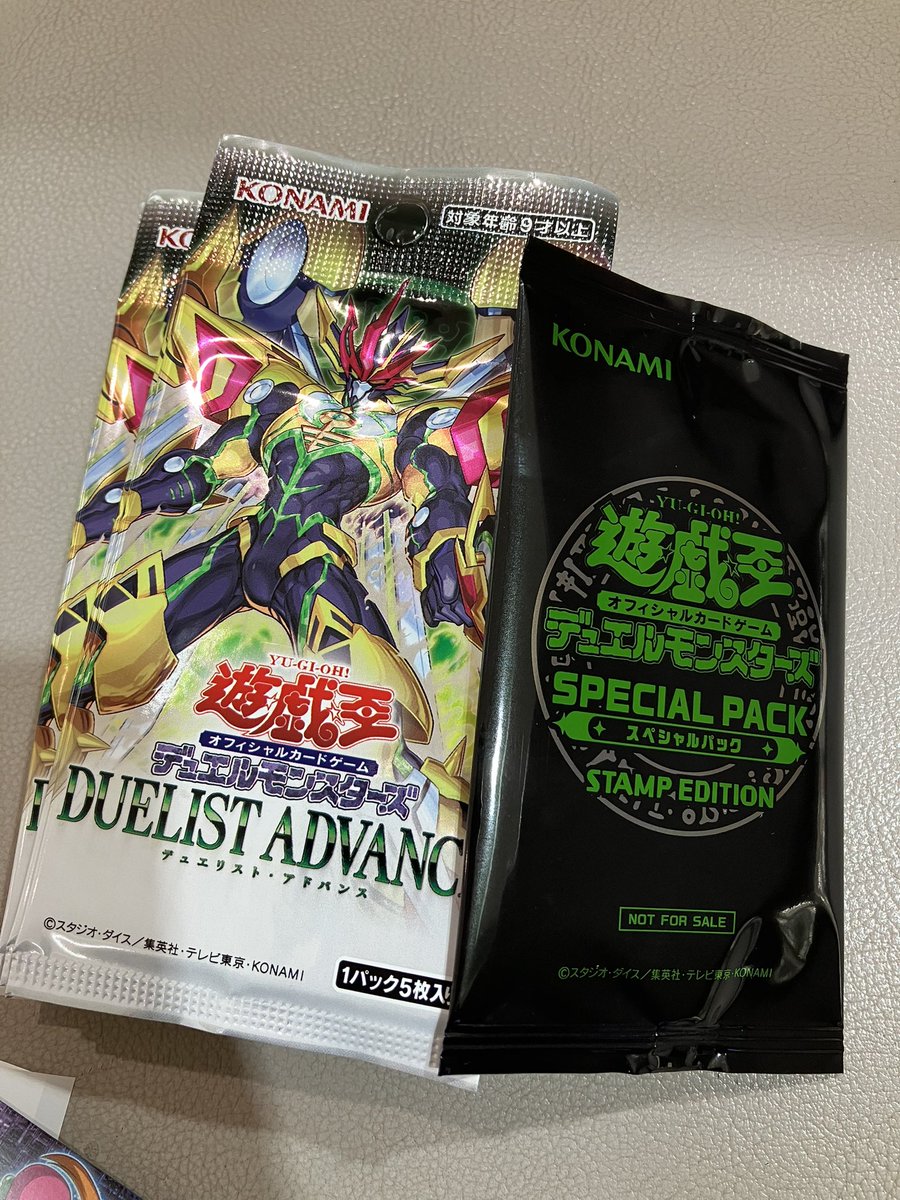 KONAMI
対象年齢9才以上
YU-GI-OH!
遊戯王
オフィシャルカードゲーム
デュエルモンスターズ
DUELIST ADVANC
デュエリスト・アドバンス
©スタジオ・ダイス/集英社・テレビ東京・KONAMI
1パック5枚入
KONAMI
YU-GI-OH!
遊戯王
オフィシャルカードゲーム
デュエルモンスターズ
SPECIAL PACK
スペシャルパック
STAMP EDITION
NOT FOR SALE
©スタジオ・ダイス/集英社・テレビ東京・KONAMI